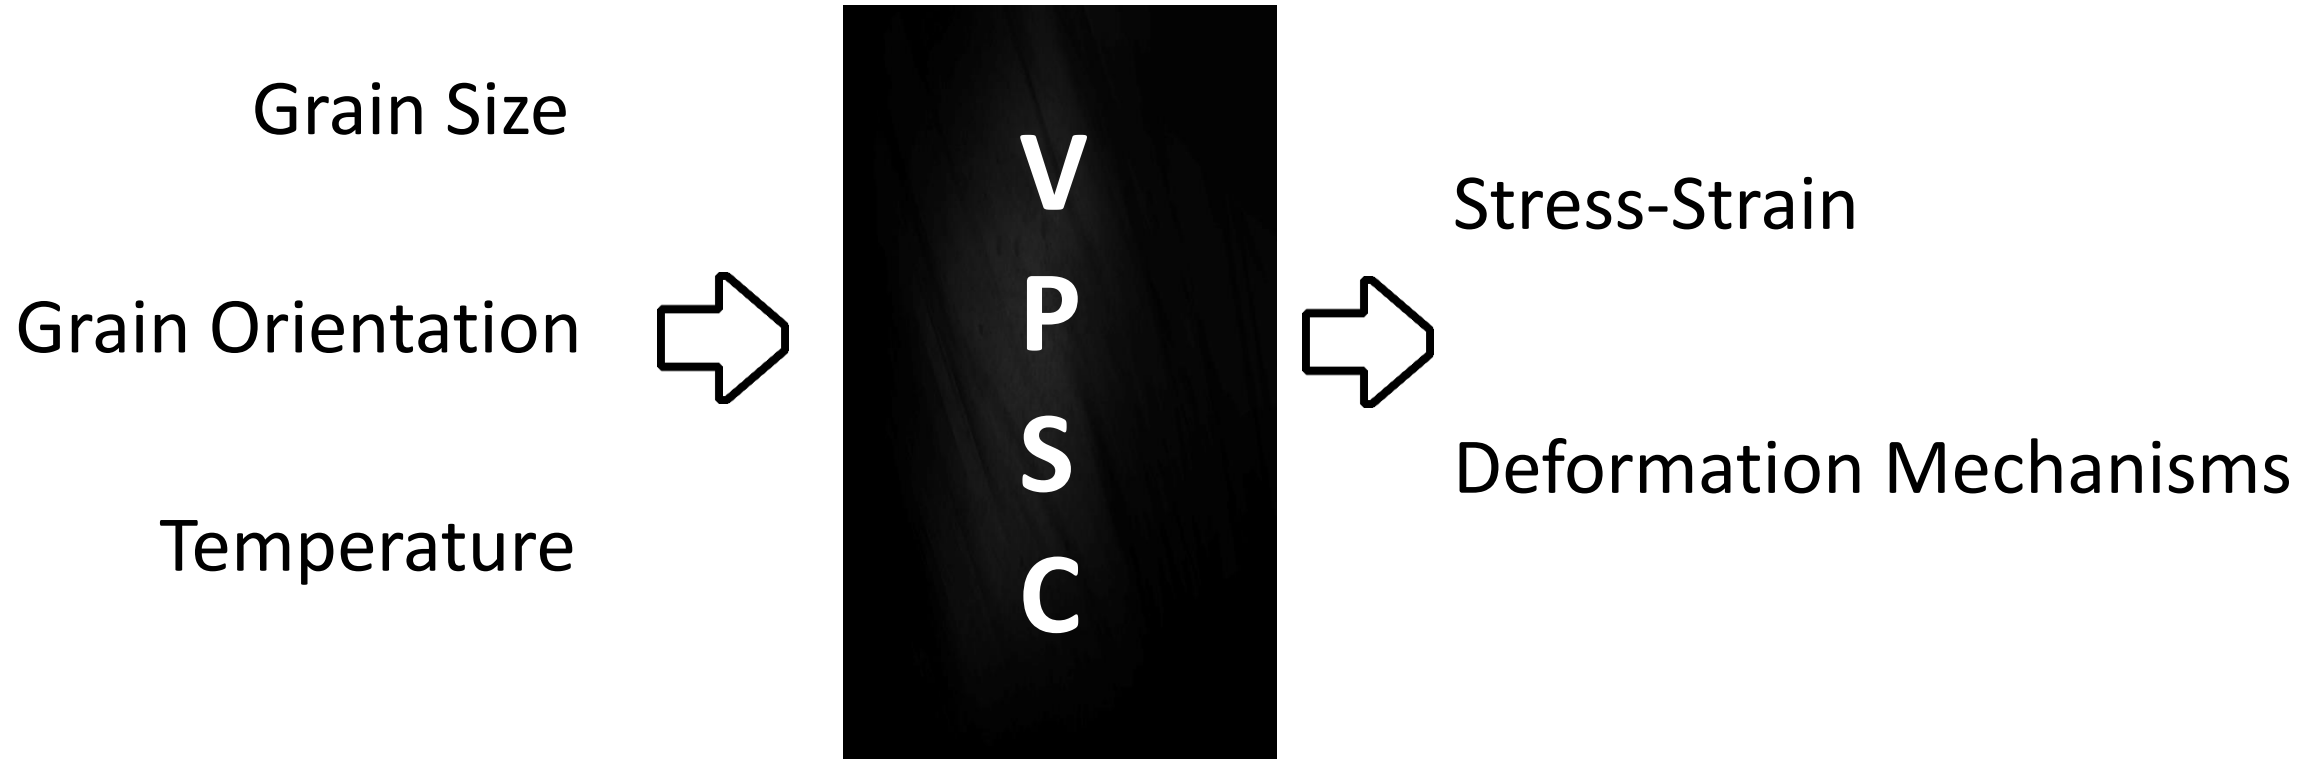 Grain Size
Grain Orientation
Temperature
V
P
S
C
Stress-Strain
Deformation Mechanisms